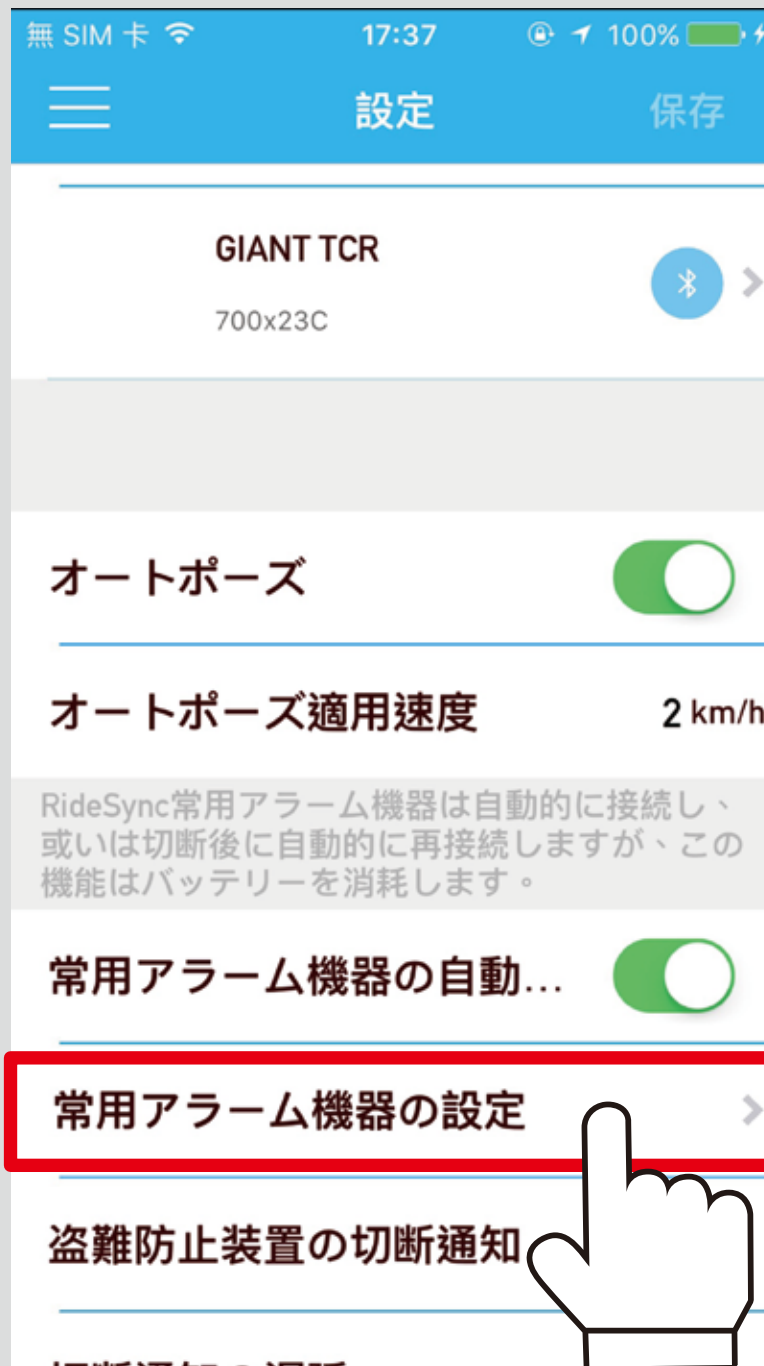 無 SIM 卡 17:37 100%
設定 保存
GIANT TCR
700x23C
オートポーズ
オートポーズ適用速度 2 km/h
RideSync常用アラーム機器は自動的に接続し、
或いは切断後に自動的に再接続しますが、この
機能はバッテリーを消耗します。
常用アラーム機器の自動...
常用アラーム機器の設定
盗難防止装置の切断通知